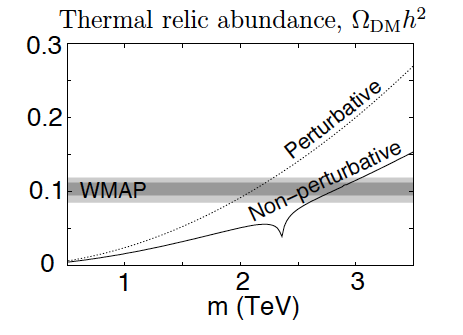 Thermal relic abundance, Ω_DM h²
0.3
0.2
0.1
0
Perturbative
WMAP
Non-perturbative
1
2
3
m (TeV)